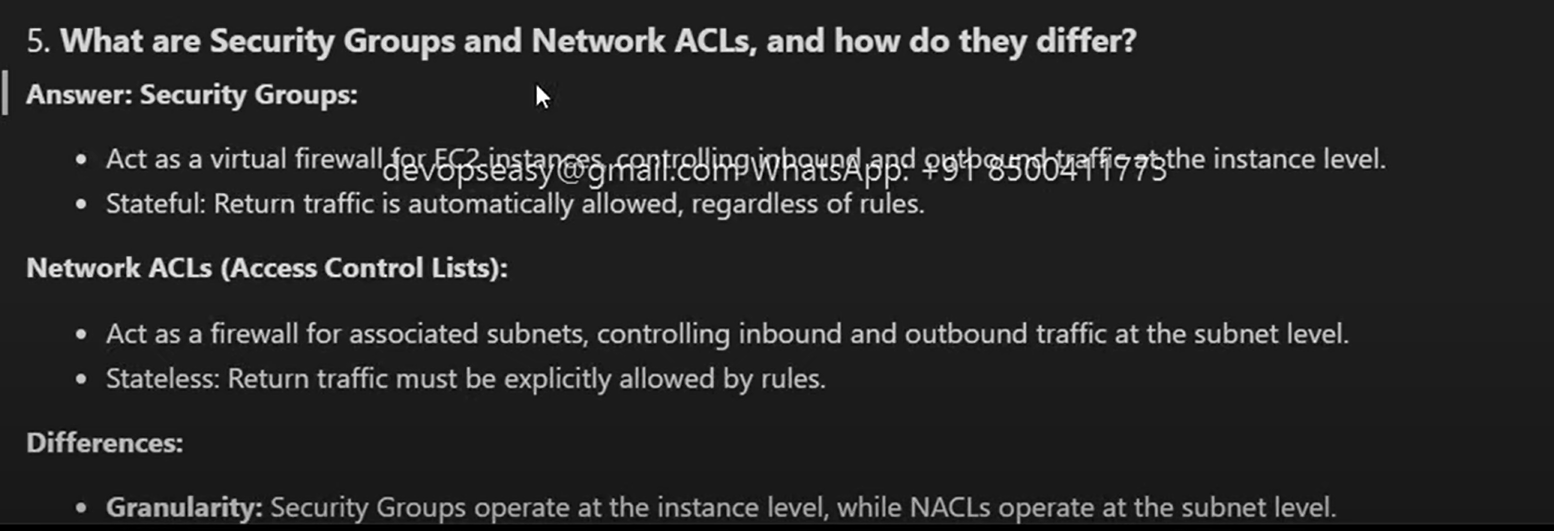 5. What are Security Groups and Network ACLs, and how do they differ?
Answer: Security Groups:
• Act as a virtual firewall for EC2 instances, controlling inbound and outbound traffic at the instance level.
devopseasy@gmail.com WhatsApp: +91 8500411773
• Stateful: Return traffic is automatically allowed, regardless of rules.
Network ACLs (Access Control Lists):
• Act as a firewall for associated subnets, controlling inbound and outbound traffic at the subnet level.
• Stateless: Return traffic must be explicitly allowed by rules.
Differences:
• Granularity: Security Groups operate at the instance level, while NACLs operate at the subnet level.